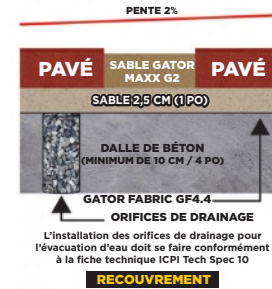 PENTE 2%
PAVÉ
SABLE GATOR
MAXX G2
PAVÉ
SABLE 2,5 CM (1 PO)
DALLE DE BÉTON
(MINIMUM DE 10 CM / 4 PO)
GATOR FABRIC GF4.4
ORIFICES DE DRAINAGE
L'installation des orifices de drainage pour
l'évacuation d'eau doit se faire conformément
à la fiche technique ICPI Tech Spec 10
RECOUVREMENT